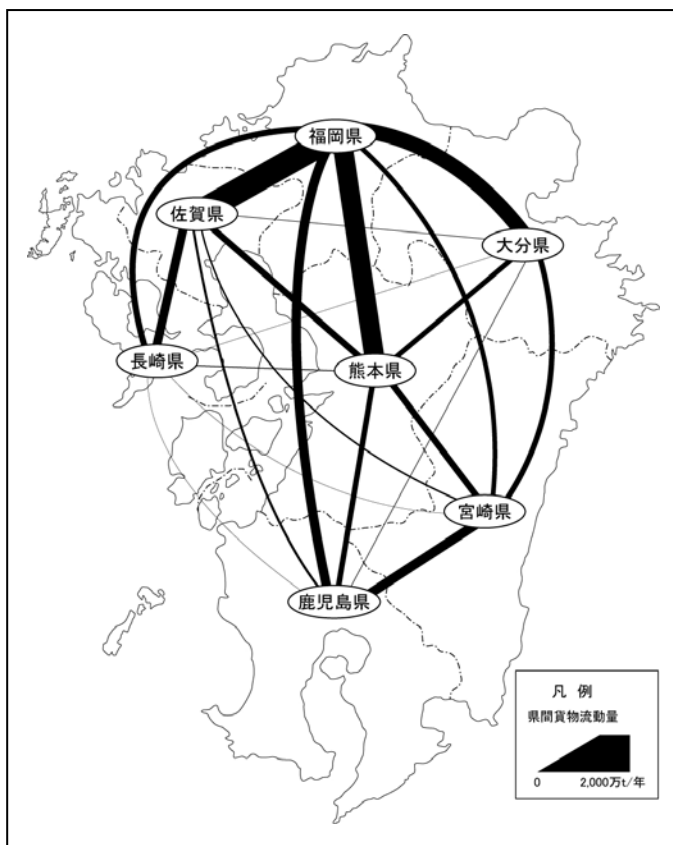 福岡県
佐賀県
大分県
長崎県
熊本県
宮崎県
鹿児島県
凡 例
県間貨物流動量
0 2,000万t/年